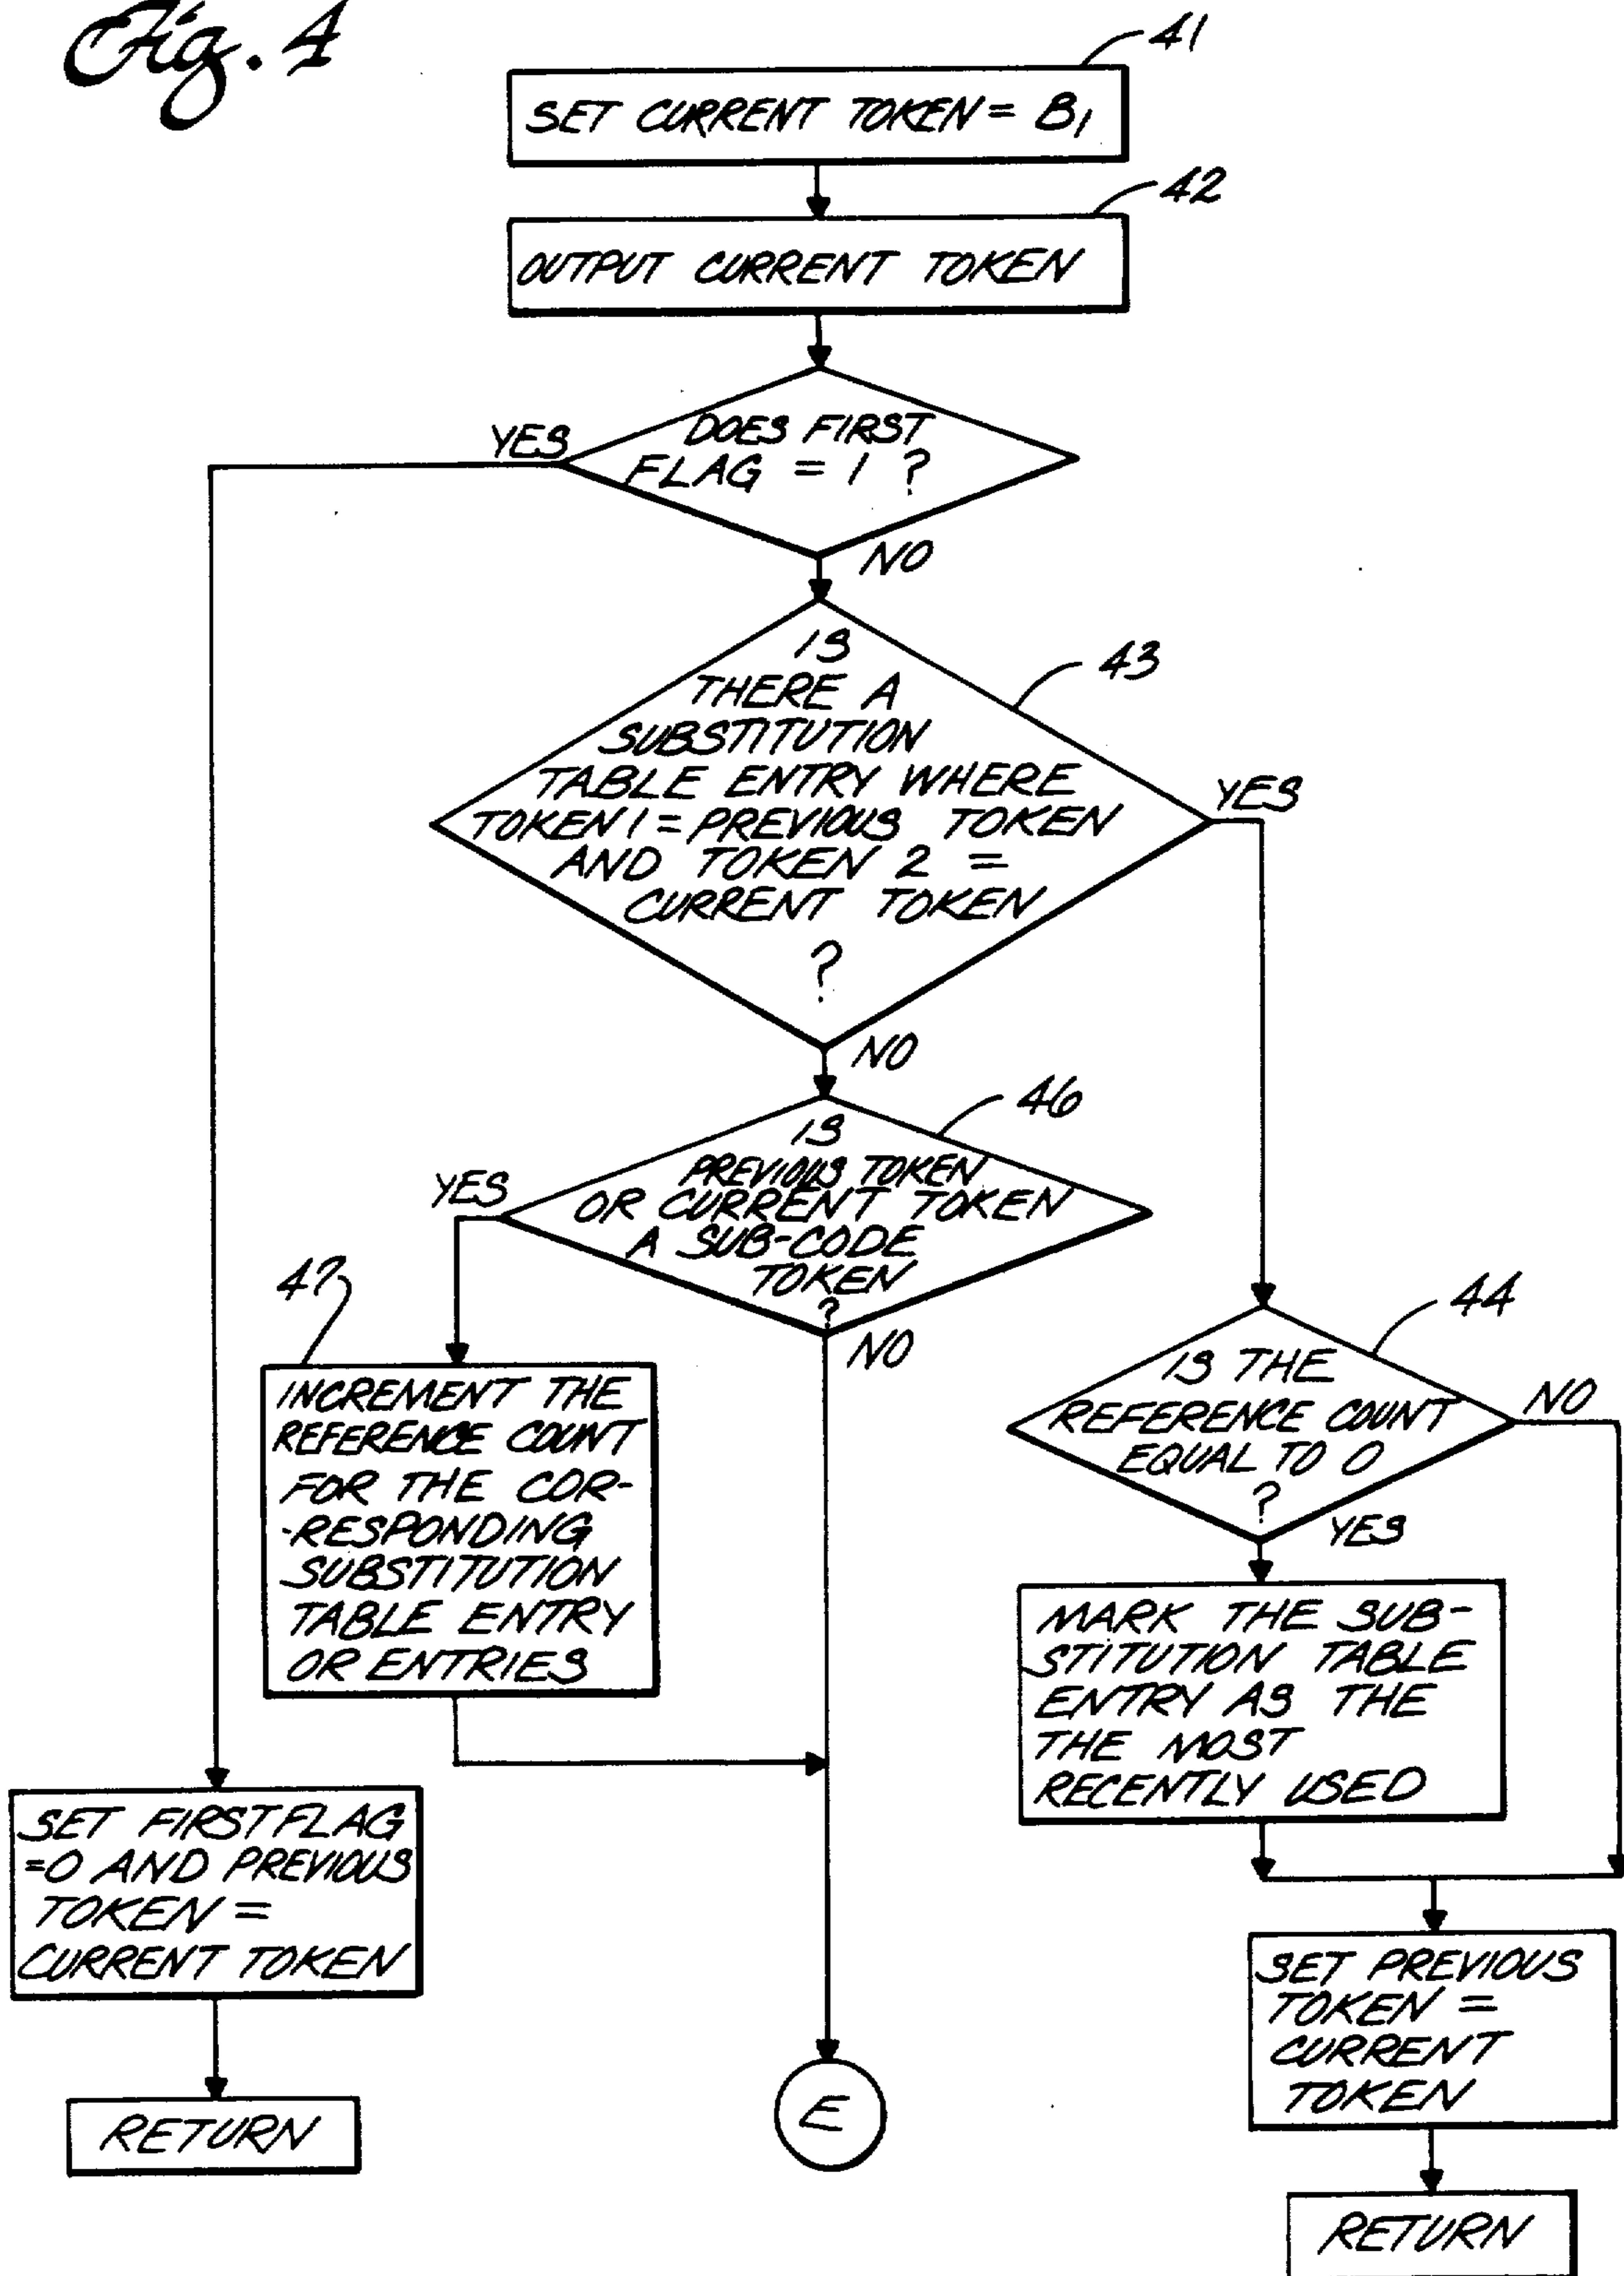 Fig. 4
41
SET CURRENT TOKEN = B1
42
OUTPUT CURRENT TOKEN
DOES FIRST
FLAG = 1 ?
YES
NO
IS
THERE A
SUBSTITUTION
TABLE ENTRY WHERE
TOKEN 1 = PREVIOUS TOKEN
AND TOKEN 2 =
CURRENT TOKEN
?
43
YES
NO
IS
PREVIOUS TOKEN
OR CURRENT TOKEN
A SUB-CODE
TOKEN
?
46
YES
NO
47
INCREMENT THE
REFERENCE COUNT
FOR THE COR-
-RESPONDING
SUBSTITUTION
TABLE ENTRY
OR ENTRIES
44
IS THE
REFERENCE COUNT
EQUAL TO 0
?
NO
YES
MARK THE SUB-
STITUTION TABLE
ENTRY AS THE
THE MOST
RECENTLY USED
SET FIRST FLAG
=0 AND PREVIOUS
TOKEN =
CURRENT TOKEN
RETURN
E
SET PREVIOUS
TOKEN =
CURRENT
TOKEN
RETURN